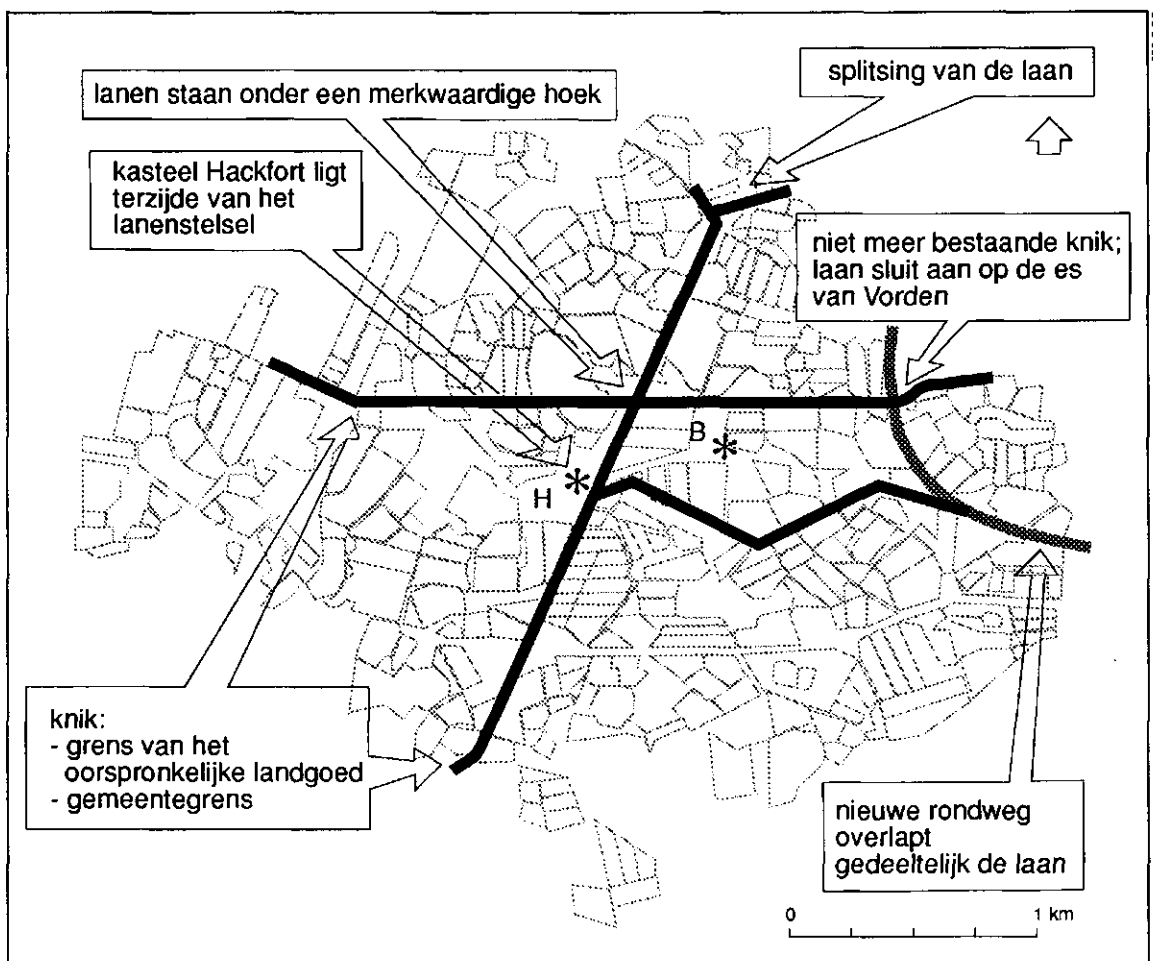 lanen staan onder een merkwaardige hoek
splitsing van de laan
kasteel Hackfort ligt
terzijde van het
lanenstelsel
niet meer bestaande knik;
laan sluit aan op de es
van Vorden
B
H
knik:
- grens van het
oorspronkelijke landgoed
- gemeentegrens
nieuwe rondweg
overlapt
gedeeltelijk de laan
0 1 km